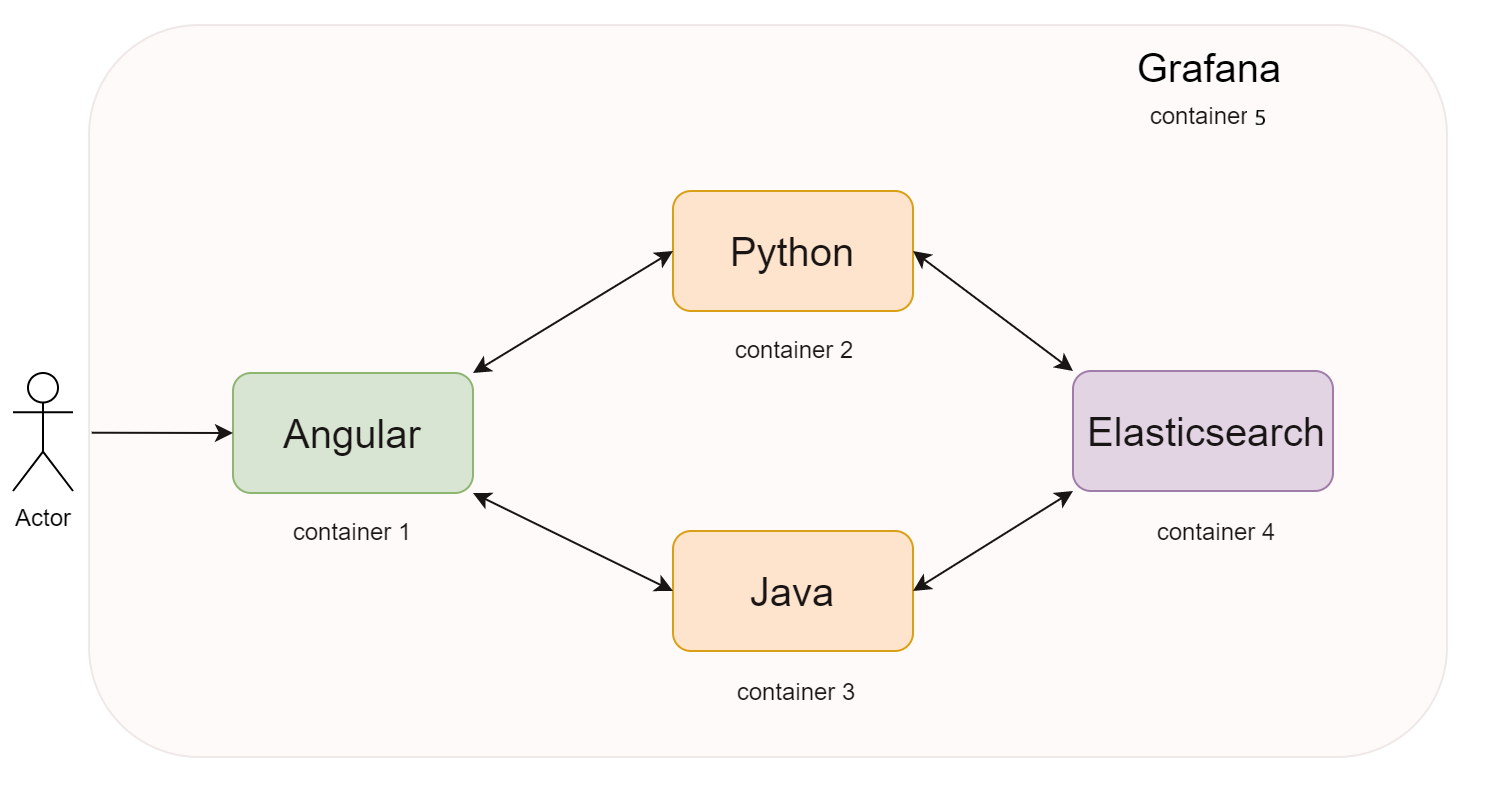 Grafana
container 5
Python
container 2
Angular
container 1
Elasticsearch
container 4
Actor
Java
container 3